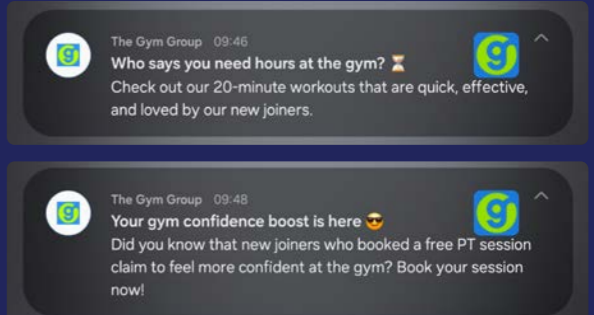 The Gym Group 09:46
Who says you need hours at the gym? ⏳
Check out our 20-minute workouts that are quick, effective,
and loved by our new joiners.
The Gym Group 09:48
Your gym confidence boost is here 😎
Did you know that new joiners who booked a free PT session
claim to feel more confident at the gym? Book your session
now!